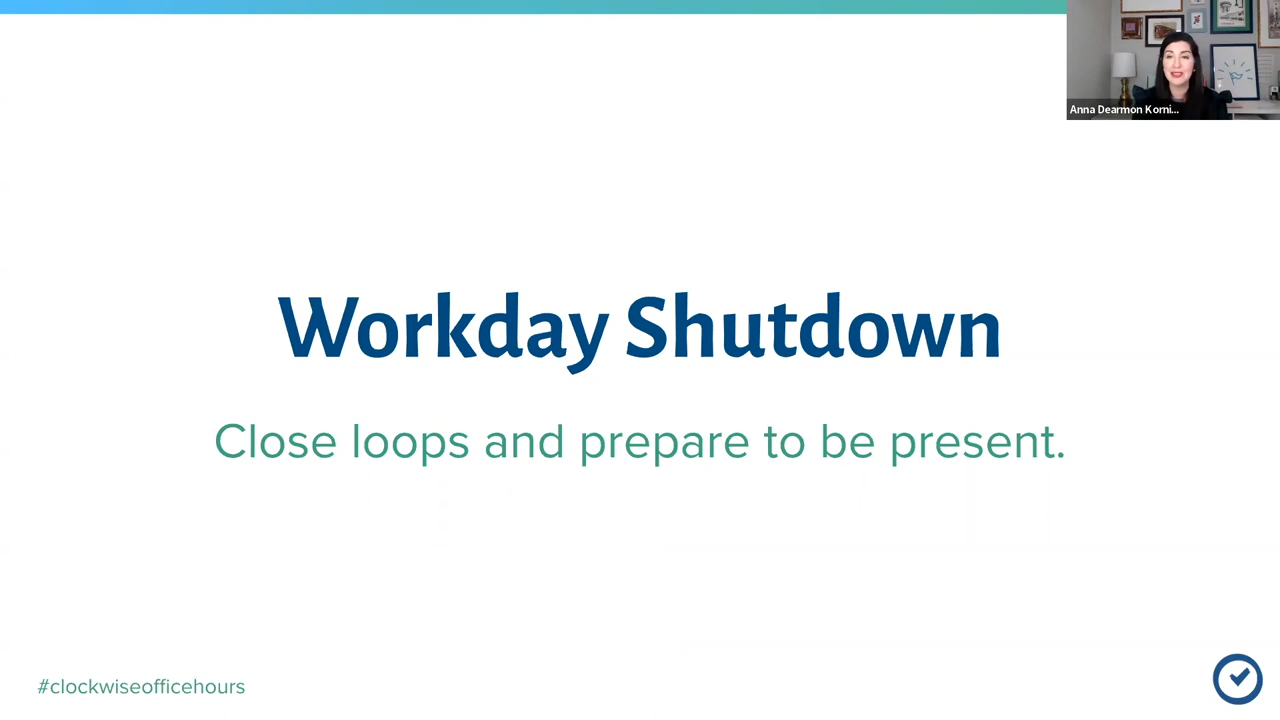 Anna Dearmon Korni...
Workday Shutdown
Close loops and prepare to be present.
#clockwiseofficehours